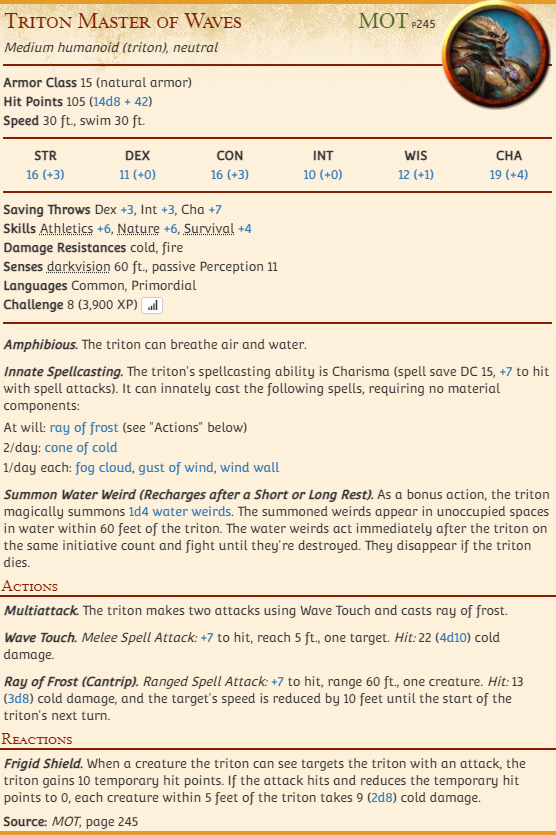 Triton Master of Waves
MOT p245
Medium humanoid (triton), neutral
Armor Class 15 (natural armor)
Hit Points 105 (14d8 + 42)
Speed 30 ft., swim 30 ft.
STR DEX CON INT WIS CHA
16 (+3) 11 (+0) 16 (+3) 10 (+0) 12 (+1) 19 (+4)
Saving Throws Dex +3, Int +3, Cha +7
Skills Athletics +6, Nature +6, Survival +4
Damage Resistances cold, fire
Senses darkvision 60 ft., passive Perception 11
Languages Common, Primordial
Challenge 8 (3,900 XP)
Amphibious. The triton can breathe air and water.
Innate Spellcasting. The triton's spellcasting ability is Charisma (spell save DC 15, +7 to hit
with spell attacks). It can innately cast the following spells, requiring no material
components:
At will: ray of frost (see "Actions" below)
2/day: cone of cold
1/day each: fog cloud, gust of wind, wind wall
Summon Water Weird (Recharges after a Short or Long Rest). As a bonus action, the triton
magically summons 1d4 water weirds. The summoned weirds appear in unoccupied spaces
in water within 60 feet of the triton. The water weirds act immediately after the triton on
the same initiative count and fight until they're destroyed. They disappear if the triton
dies.
Actions
Multiattack. The triton makes two attacks using Wave Touch and casts ray of frost.
Wave Touch. Melee Spell Attack: +7 to hit, reach 5 ft., one target. Hit: 22 (4d10) cold
damage.
Ray of Frost (Cantrip). Ranged Spell Attack: +7 to hit, range 60 ft., one creature. Hit: 13
(3d8) cold damage, and the target's speed is reduced by 10 feet until the start of the
triton's next turn.
Reactions
Frigid Shield. When a creature the triton can see targets the triton with an attack, the
triton gains 10 temporary hit points. If the attack hits and reduces the temporary hit
points to 0, each creature within 5 feet of the triton takes 9 (2d8) cold damage.
Source: MOT, page 245